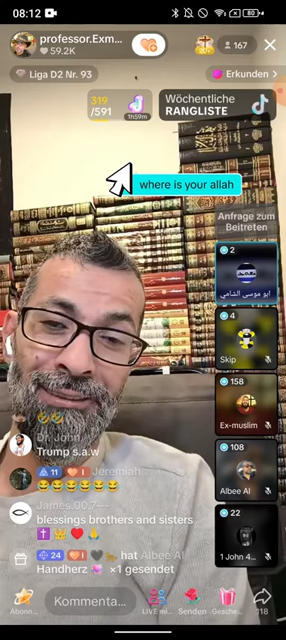 08:12
professor.Exm...
59.2K
167
Liga D2 Nr. 93
Erkunden >
319
/591
1h59m
Wöchentliche
RANGLISTE
where is your allah
Anfrage zum
Beitreten
2
ابو موسى الشامي
4
Skip
158
Ex-muslim
108
Albee Al
22
1 John 4...
Dr. John
Trump s.a.w
11 I Jeremiah
😂😂😂😂😂😂
James.00.7
blessings brothers and sisters
✝️ 👑 ❤️ 🙏
24 I hat Albee Al
Handherz ×1 gesendet
Abonn...
Kommenta...
LIVE mi...
Senden
Gesche...
118